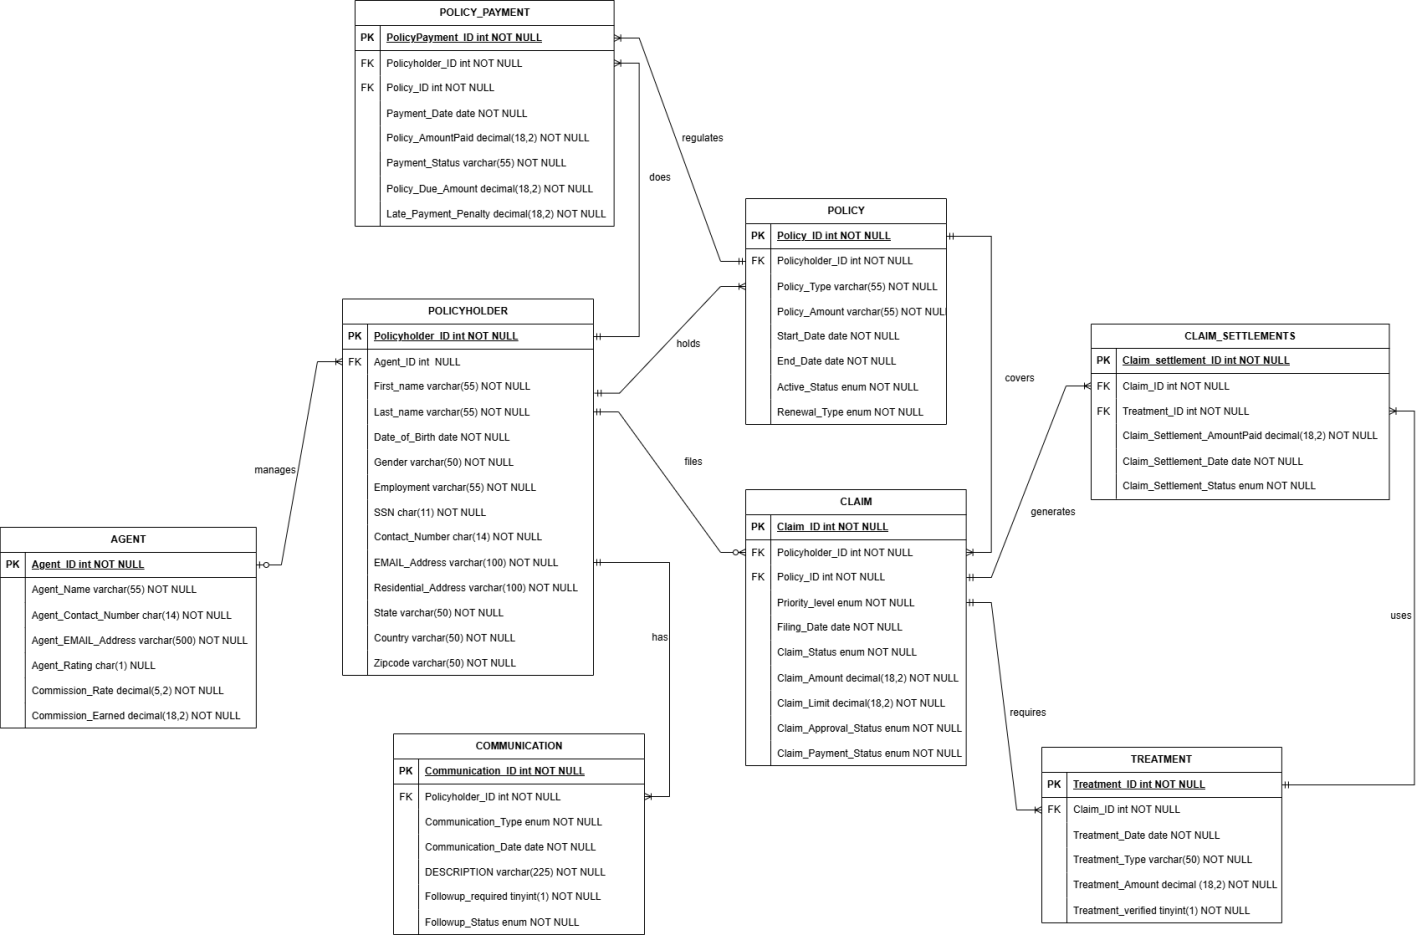 POLICY_PAYMENT
PK PolicyPayment_ID int NOT NULL
FK Policyholder_ID int NOT NULL
FK Policy_ID int NOT NULL
Payment_Date date NOT NULL
Policy_AmountPaid decimal(18,2) NOT NULL
Payment_Status varchar(55) NOT NULL
Policy_Due_Amount decimal(18,2) NOT NULL
Late_Payment_Penalty decimal(18,2) NOT NULL
regulates
does
POLICY
PK Policy_ID int NOT NULL
FK Policyholder_ID int NOT NULL
Policy_Type varchar(55) NOT NULL
Policy_Amount varchar(55) NOT NUL
Start_Date date NOT NULL
End_Date date NOT NULL
Active_Status enum NOT NULL
Renewal_Type enum NOT NULL
POLICYHOLDER
PK Policyholder_ID int NOT NULL
FK Agent_ID int NULL
First_name varchar(55) NOT NULL
Last_name varchar(55) NOT NULL
Date_of_Birth date NOT NULL
Gender varchar(50) NOT NULL
Employment varchar(55) NOT NULL
SSN char(11) NOT NULL
Contact_Number char(14) NOT NULL
EMAIL_Address varchar(100) NOT NULL
Residential_Address varchar(100) NOT NULL
State varchar(50) NOT NULL
Country varchar(50) NOT NULL
Zipcode varchar(50) NOT NULL
holds
covers
files
manages
CLAIM_SETTLEMENTS
PK Claim_settlement_ID int NOT NULL
FK Claim_ID int NOT NULL
FK Treatment_ID int NOT NULL
Claim_Settlement_AmountPaid decimal(18,2) NOT NULL
Claim_Settlement_Date date NOT NULL
Claim_Settlement_Status enum NOT NULL
CLAIM
PK Claim_ID int NOT NULL
FK Policyholder_ID int NOT NULL
FK Policy_ID int NOT NULL
Priority_level enum NOT NULL
Filing_Date date NOT NULL
Claim_Status enum NOT NULL
Claim_Amount decimal(18,2) NOT NULL
Claim_Limit decimal(18,2) NOT NULL
Claim_Approval_Status enum NOT NULL
Claim_Payment_Status enum NOT NULL
generates
uses
requires
has
AGENT
PK Agent_ID int NOT NULL
Agent_Name varchar(55) NOT NULL
Agent_Contact_Number char(14) NOT NULL
Agent_EMAIL_Address varchar(500) NOT NULL
Agent_Rating char(1) NULL
Commission_Rate decimal(5,2) NOT NULL
Commission_Earned decimal(18,2) NOT NULL
COMMUNICATION
PK Communication_ID int NOT NULL
FK Policyholder_ID int NOT NULL
Communication_Type enum NOT NULL
Communication_Date date NOT NULL
DESCRIPTION varchar(225) NOT NULL
Followup_required tinyint(1) NOT NULL
Followup_Status enum NOT NULL
TREATMENT
PK Treatment_ID int NOT NULL
FK Claim_ID int NOT NULL
Treatment_Date date NOT NULL
Treatment_Type varchar(50) NOT NULL
Treatment_Amount decimal (18,2) NOT NULL
Treatment_verified tinyint(1) NOT NULL